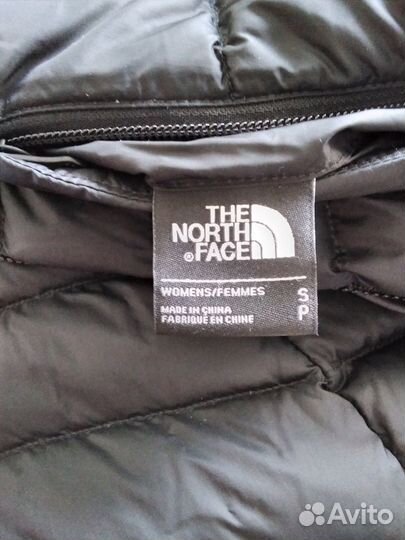 THE
NORTH
® FACE
WOMENS/FEMMES
MADE IN CHINA
FABRIQUÉ EN CHINE
S
P
Avito